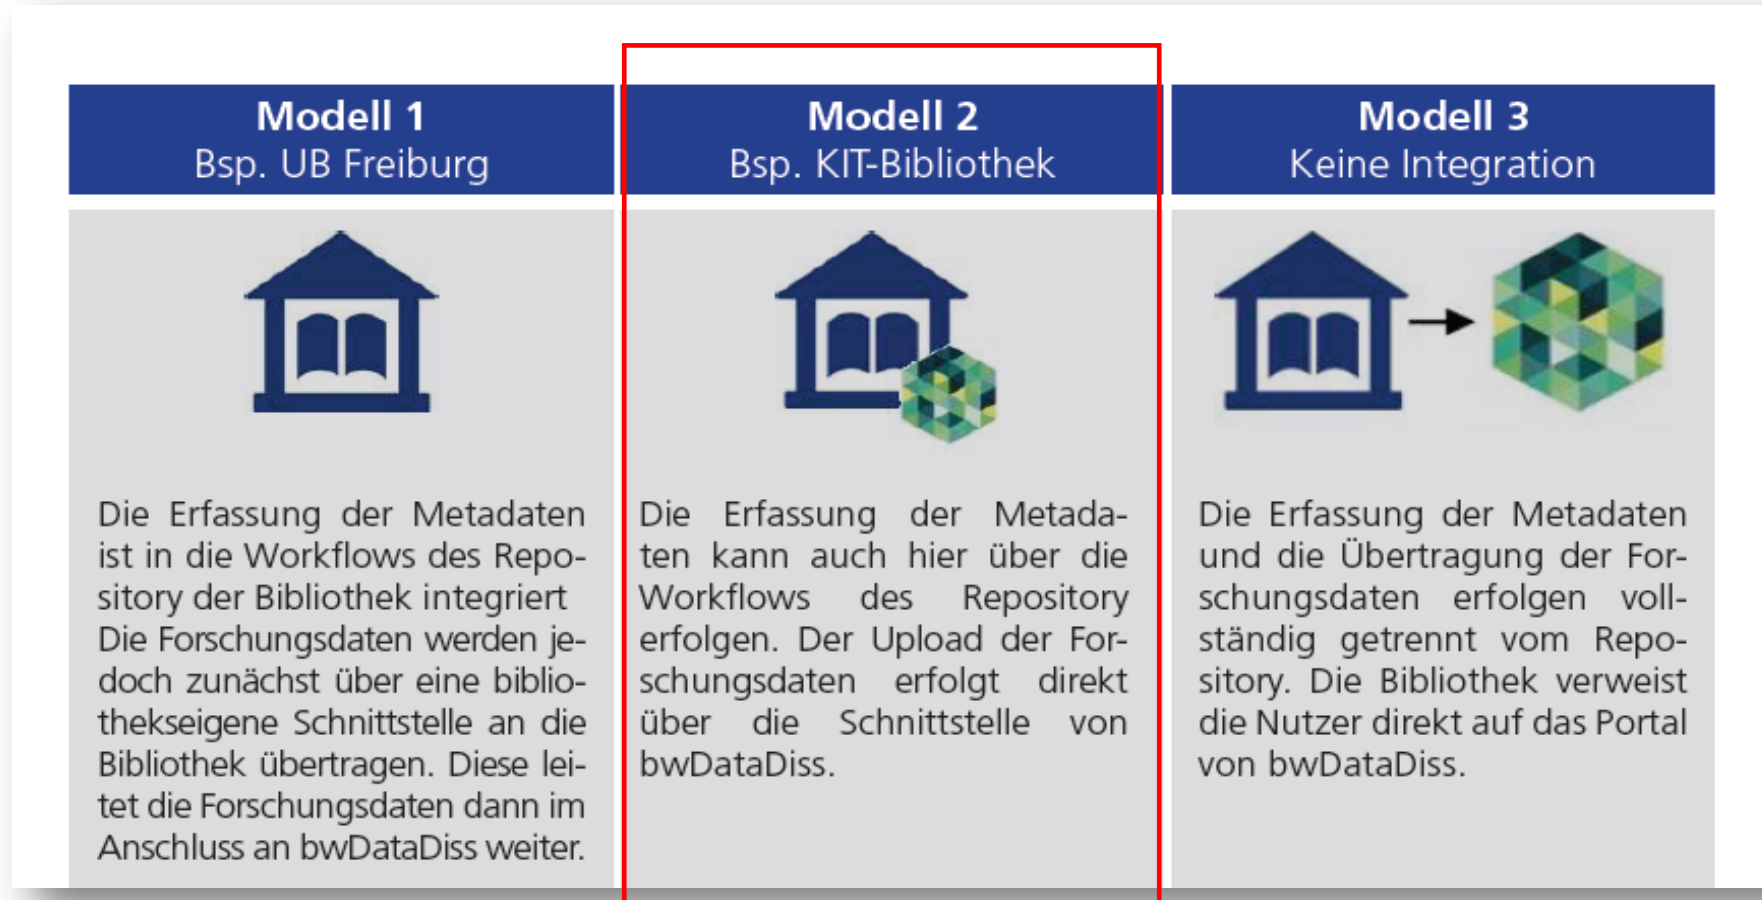 Modell 1
Bsp. UB Freiburg
Die Erfassung der Metadaten
ist in die Workflows des Repo-
sitory der Bibliothek integriert
Die Forschungsdaten werden je-
doch zunächst über eine biblio-
thekseigene Schnittstelle an die
Bibliothek übertragen. Diese lei-
tet die Forschungsdaten dann im
Anschluss an bwDataDiss weiter.
Modell 2
Bsp. KIT-Bibliothek
Die Erfassung der Metada-
ten kann auch hier über die
Workflows des Repository
erfolgen. Der Upload der For-
schungsdaten erfolgt direkt
über die Schnittstelle von
bwDataDiss.
Modell 3
Keine Integration
Die Erfassung der Metadaten
und die Übertragung der For-
schungsdaten erfolgen voll-
ständig getrennt vom Repo-
sitory. Die Bibliothek verweist
die Nutzer direkt auf das Portal
von bwDataDiss.